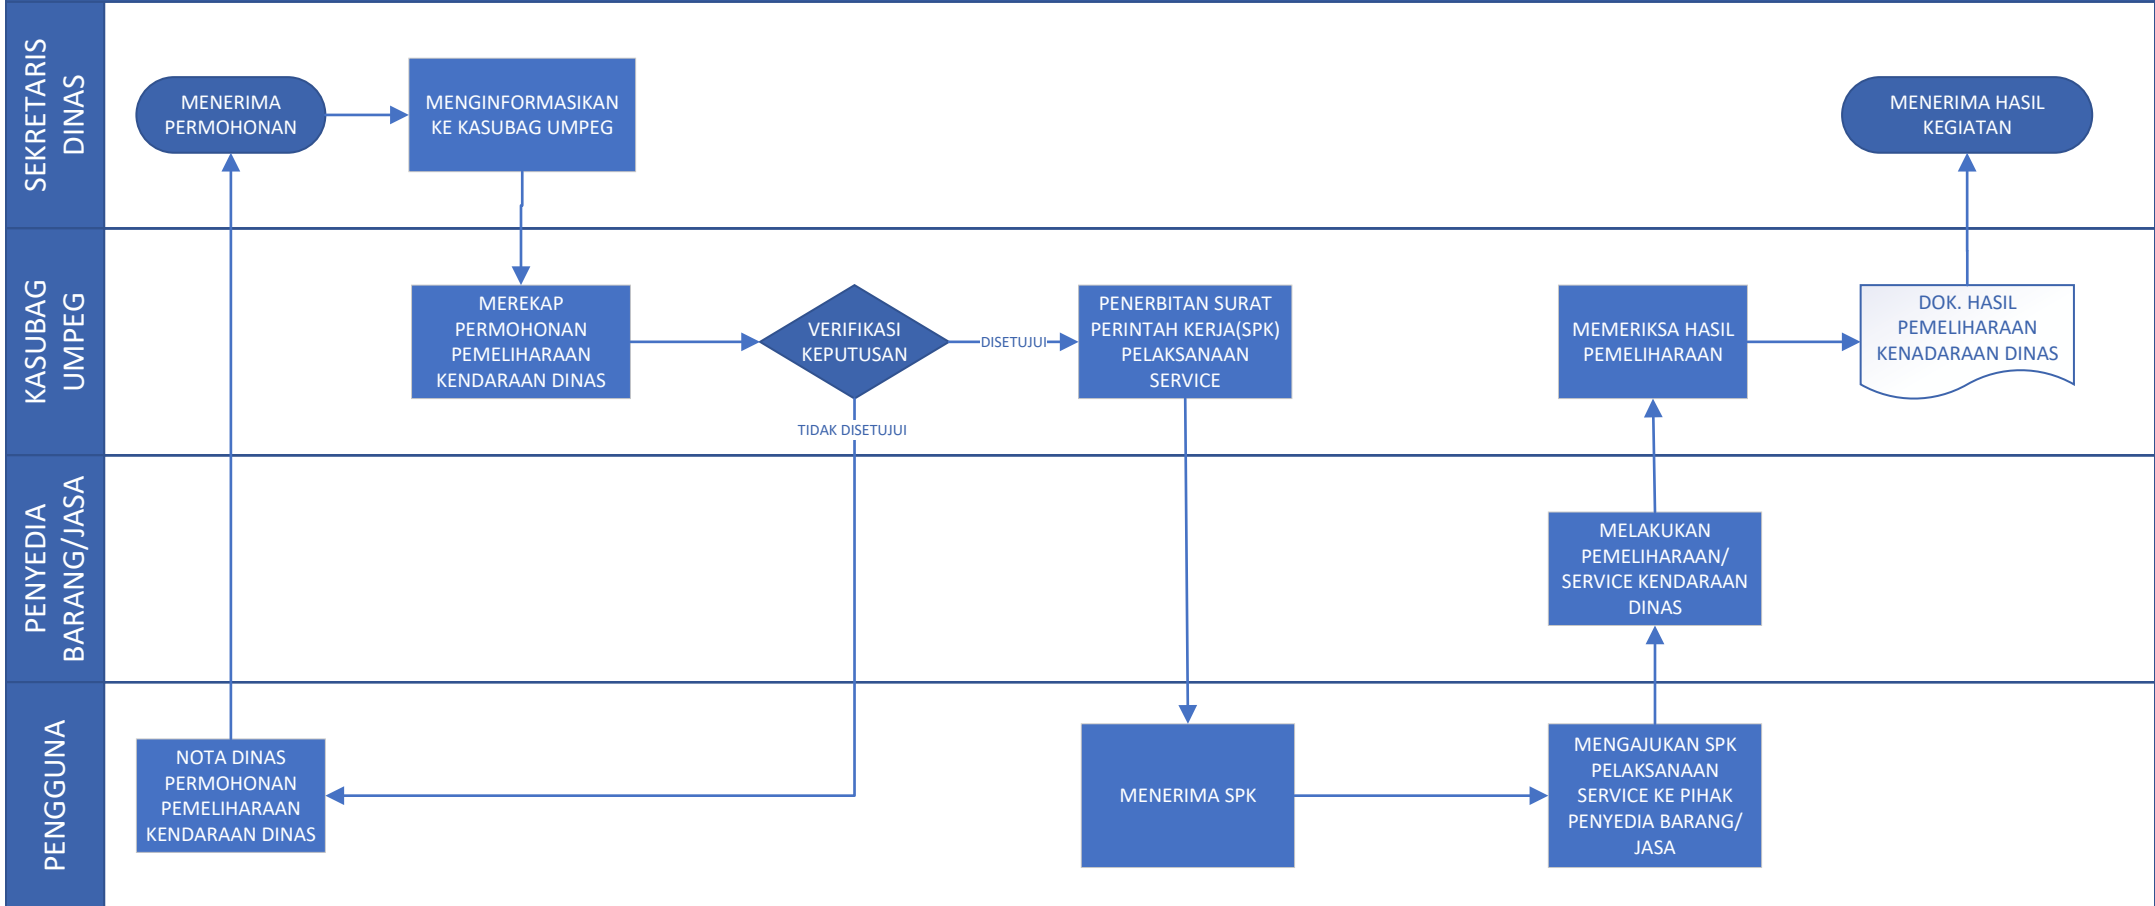 SEKRETARIS
DINAS
MENERIMA
PERMOHONAN
MENGINFORMASIKAN
KE KASUBAG UMPEG
MENERIMA HASIL
KEGIATAN
KASUBAG
UMPEG
MEREKAP
PERMOHONAN
PEMELIHARAAN
KENDARAAN DINAS
VERIFIKASI
KEPUTUSAN
DISETUJUI
TIDAK DISETUJUI
PENERBITAN SURAT
PERINTAH KERJA(SPK)
PELAKSANAAN
SERVICE
MEMERIKSA HASIL
PEMELIHARAAN
DOK. HASIL
PEMELIHARAAN
KENADARAAN DINAS
PENYEDIA
BARANG/JASA
MELAKUKAN
PEMELIHARAAN/
SERVICE KENDARAAN
DINAS
PENGGUNA
NOTA DINAS
PERMOHONAN
PEMELIHARAAN
KENDARAAN DINAS
MENERIMA SPK
MENGAJUKAN SPK
PELAKSANAAN
SERVICE KE PIHAK
PENYEDIA BARANG/
JASA